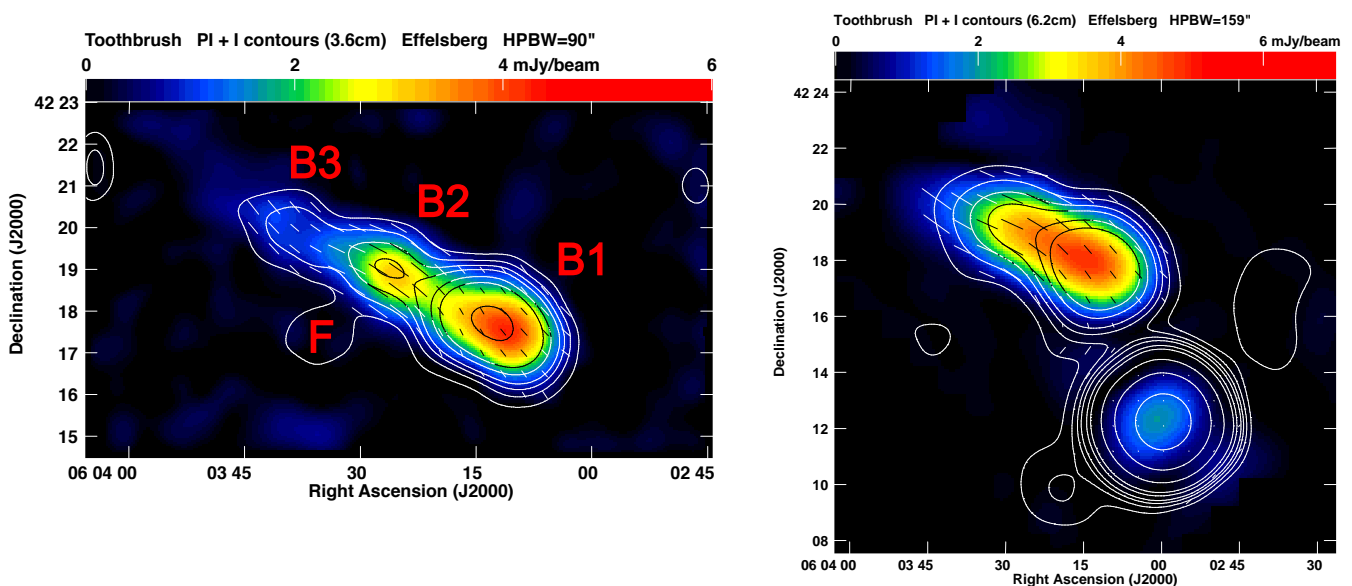 Toothbrush PI + I contours (3.6cm) Effelsberg HPBW=90"
0 2 4 mJy/beam 6
42 23
22
21
20
19
18
17
16
15
Declination (J2000)
B3
B2
B1
F
06 04 00 03 45 30 15 00 02 45
Right Ascension (J2000)
Toothbrush PI + I contours (6.2cm) Effelsberg HPBW=159"
0 2 4 6 mJy/beam
42 24
22
20
18
16
14
12
10
08
Declination (J2000)
06 04 00 03 45 30 15 00 02 45 30
Right Ascension (J2000)